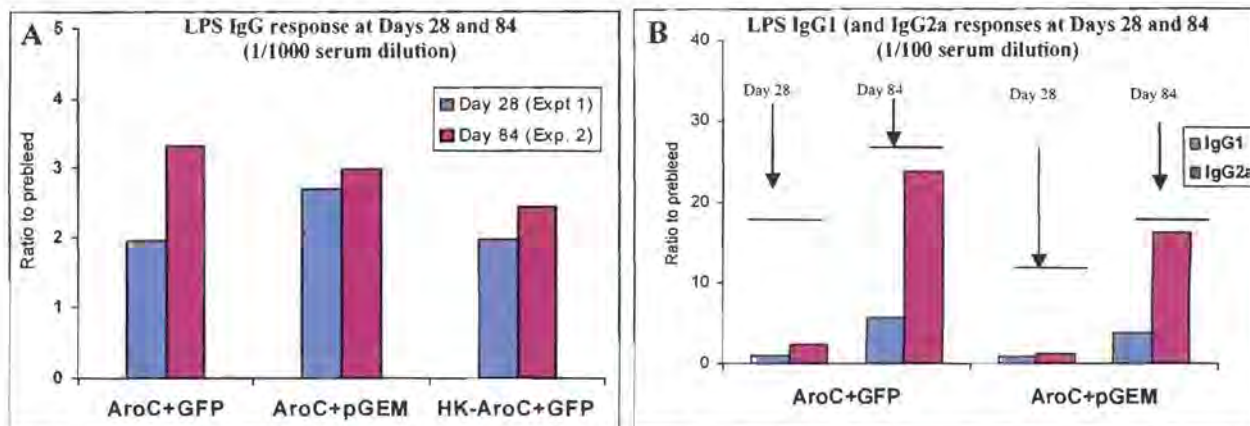 A
LPS IgG response at Days 28 and 84
(1/1000 serum dilution)
5
4
3
2
1
0
Ratio to prebleed
Day 28 (Expt 1)
Day 84 (Exp. 2)
AroC+GFP
AroC+pGEM
HK-AroC+GFP
B
LPS IgG1 (and IgG2a responses at Days 28 and 84
(1/100 serum dilution)
40
30
20
10
0
Ratio to prebleed
Day 28
Day 84
Day 28
Day 84
IgG1
IgG2a
AroC+GFP
AroC+pGEM